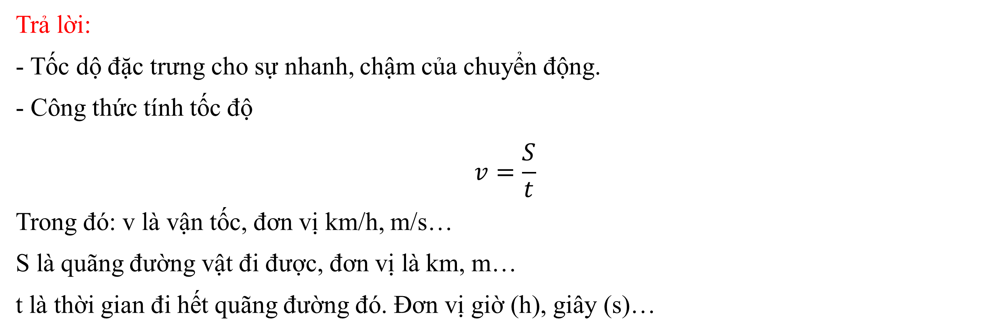 Trả lời:
- Tốc dộ đặc trưng cho sự nhanh, chậm của chuyển động.
- Công thức tính tốc độ
v = S/t
Trong đó: v là vận tốc, đơn vị km/h, m/s…
S là quãng đường vật đi được, đơn vị là km, m…
t là thời gian đi hết quãng đường đó. Đơn vị giờ (h), giây (s)…